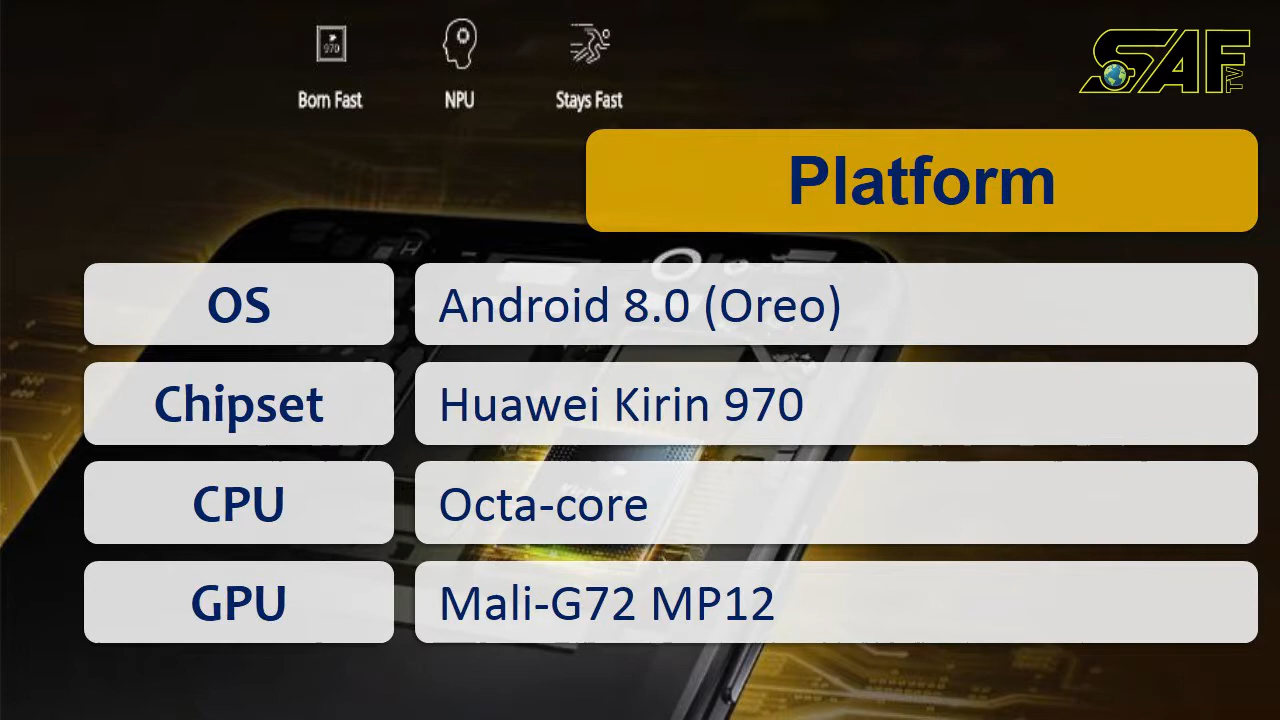 970
Born Fast
NPU
Stays Fast
SAF
TV
Platform
OS
Android 8.0 (Oreo)
Chipset
Huawei Kirin 970
CPU
Octa-core
GPU
Mali-G72 MP12